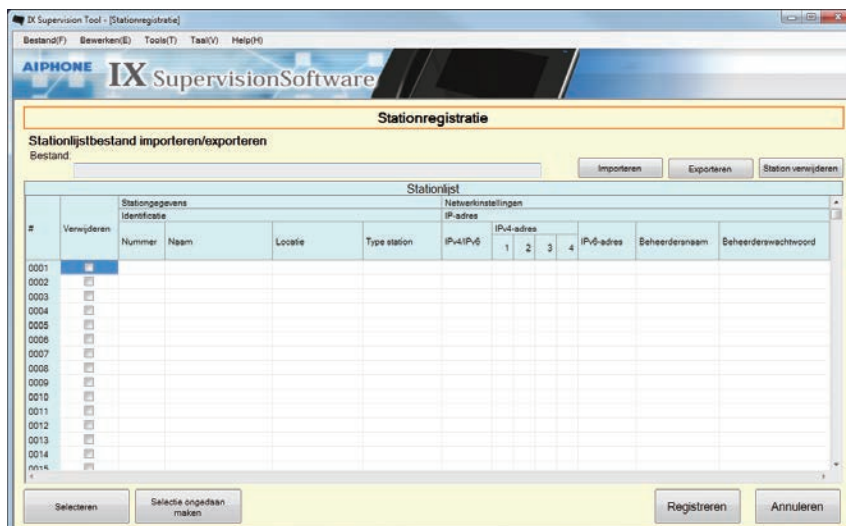 IX Supervision Tool - [Stationregistratie]
Bestand(F) Bewerken(E) Tools(T) Taal(V) Help(H)
AIPHONE IX SupervisionSoftware
Stationregistratie
Stationlijstbestand importeren/exporteren
Bestand:
Importeren Exporteren Station verwijderen
Stationlijst
Stationgegevens Netwerkinstellingen
Identificatie IP-adres
# Verwijderen IPv4-adres
Nummer Naam Locatie Type station IPv4/IPv6 1 2 3 4 IPv6-adres Beheerdersnaam Beheerderswachtwoord
0001
0002
0003
0004
0005
0006
0007
0008
0009
0010
0011
0012
0013
0014
0015
Selecteren Selectie ongedaan maken Registreren Annuleren